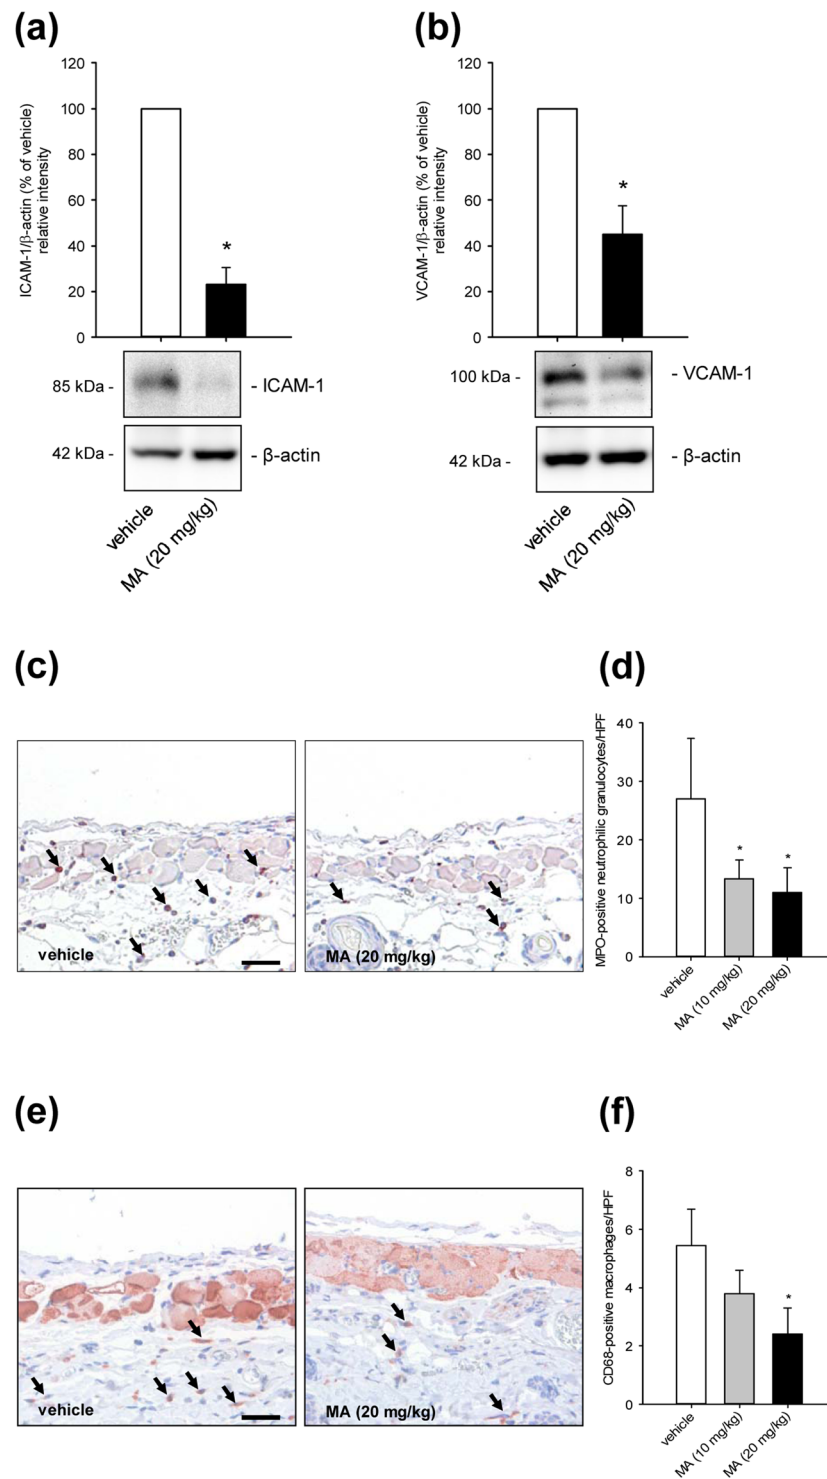 (a)
ICAM-1/β-actin (% of vehicle)
relative intensity
120
100
80
60
40
20
0
*
85 kDa -
- ICAM-1
42 kDa -
- β-actin
vehicle
MA (20 mg/kg)
(b)
VCAM-1/β-actin (% of vehicle)
relative intensity
120
100
80
60
40
20
0
*
100 kDa -
- VCAM-1
42 kDa -
- β-actin
vehicle
MA (20 mg/kg)
(c)
vehicle
MA (20 mg/kg)
(d)
MPO-positive neutrophilic granulocytes/HPF
40
30
20
10
0
*
*
vehicle
MA (10 mg/kg)
MA (20 mg/kg)
(e)
vehicle
MA (20 mg/kg)
(f)
CD68-positive macrophages/HPF
8
6
4
2
0
*
vehicle
MA (10 mg/kg)
MA (20 mg/kg)